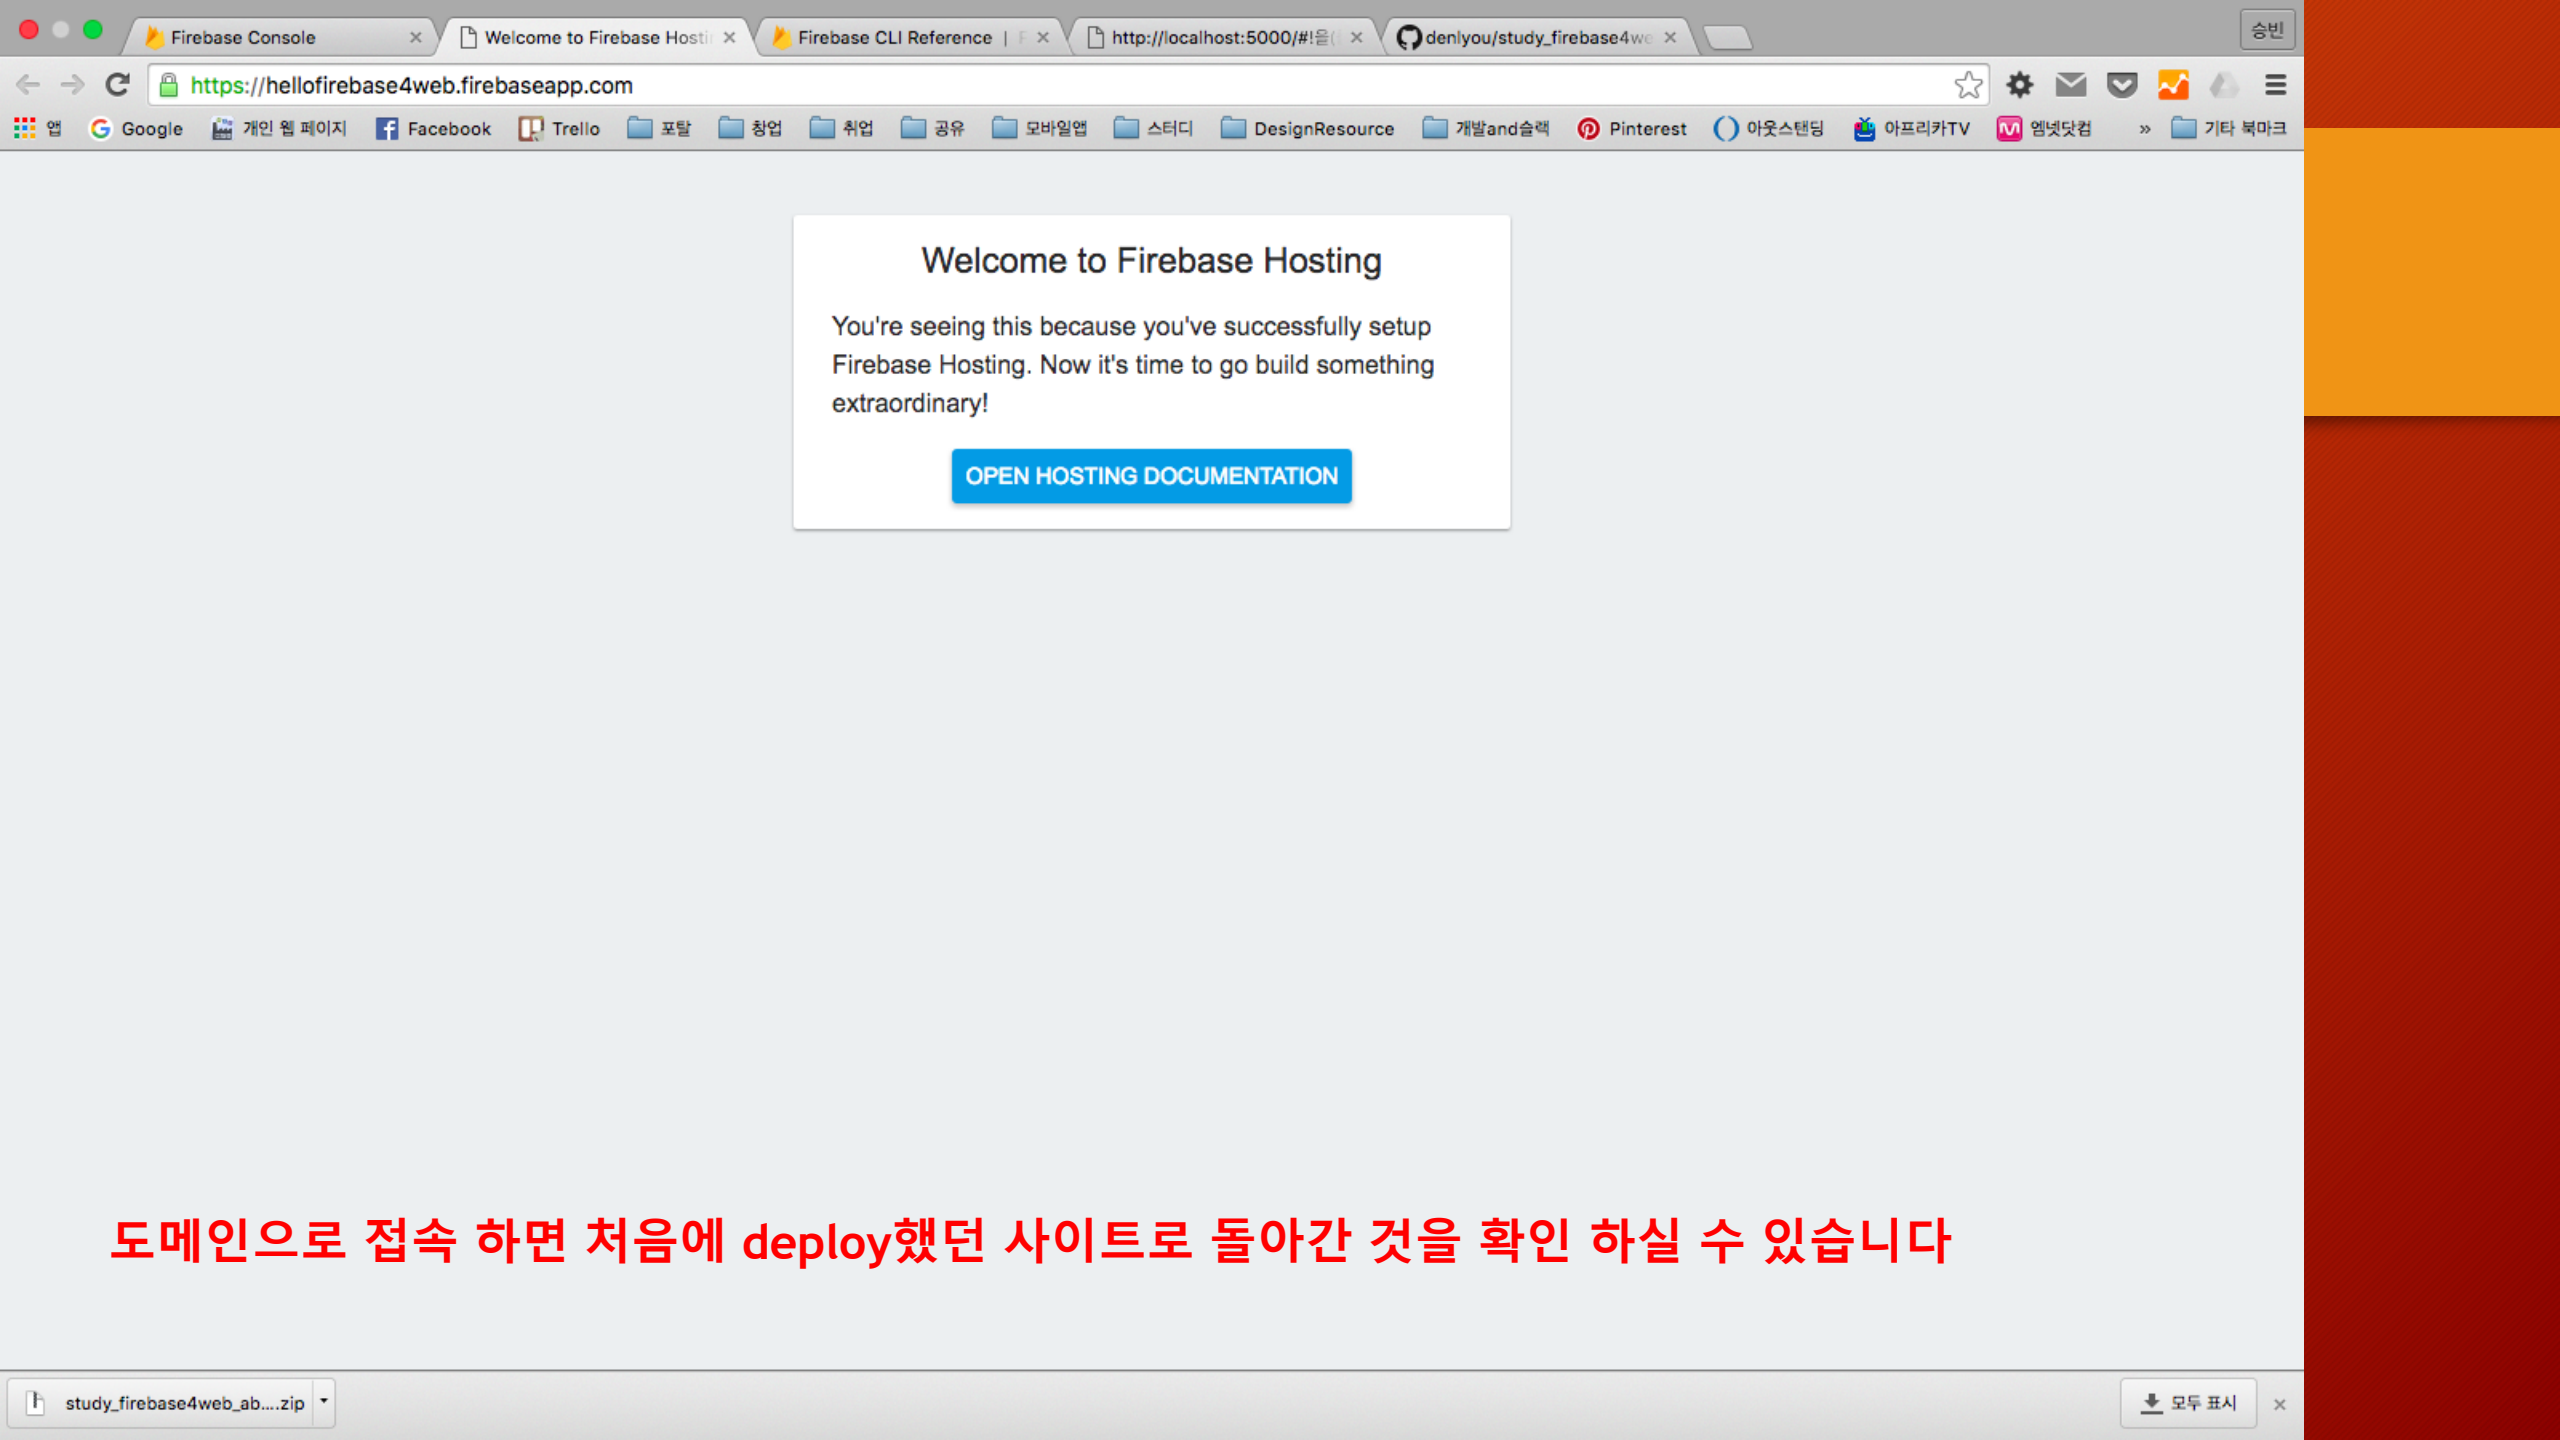 Firebase Console
Welcome to Firebase Hosti
Firebase CLI Reference |
http://localhost:5000/#!을(
denlyou/study_firebase4we
승빈
https://hellofirebase4web.firebaseapp.com
앱 Google 개인 웹 페이지 Facebook Trello 포탈 창업 취업 공유 모바일앱 스터디 DesignResource 개발and슬랙 Pinterest 아웃스탠딩 아프리카TV 엠넷닷컴 » 기타 북마크
Welcome to Firebase Hosting
You're seeing this because you've successfully setup
Firebase Hosting. Now it's time to go build something
extraordinary!
OPEN HOSTING DOCUMENTATION
도메인으로 접속 하면 처음에 deploy했던 사이트로 돌아간 것을 확인 하실 수 있습니다
study_firebase4web_ab....zip
모두 표시